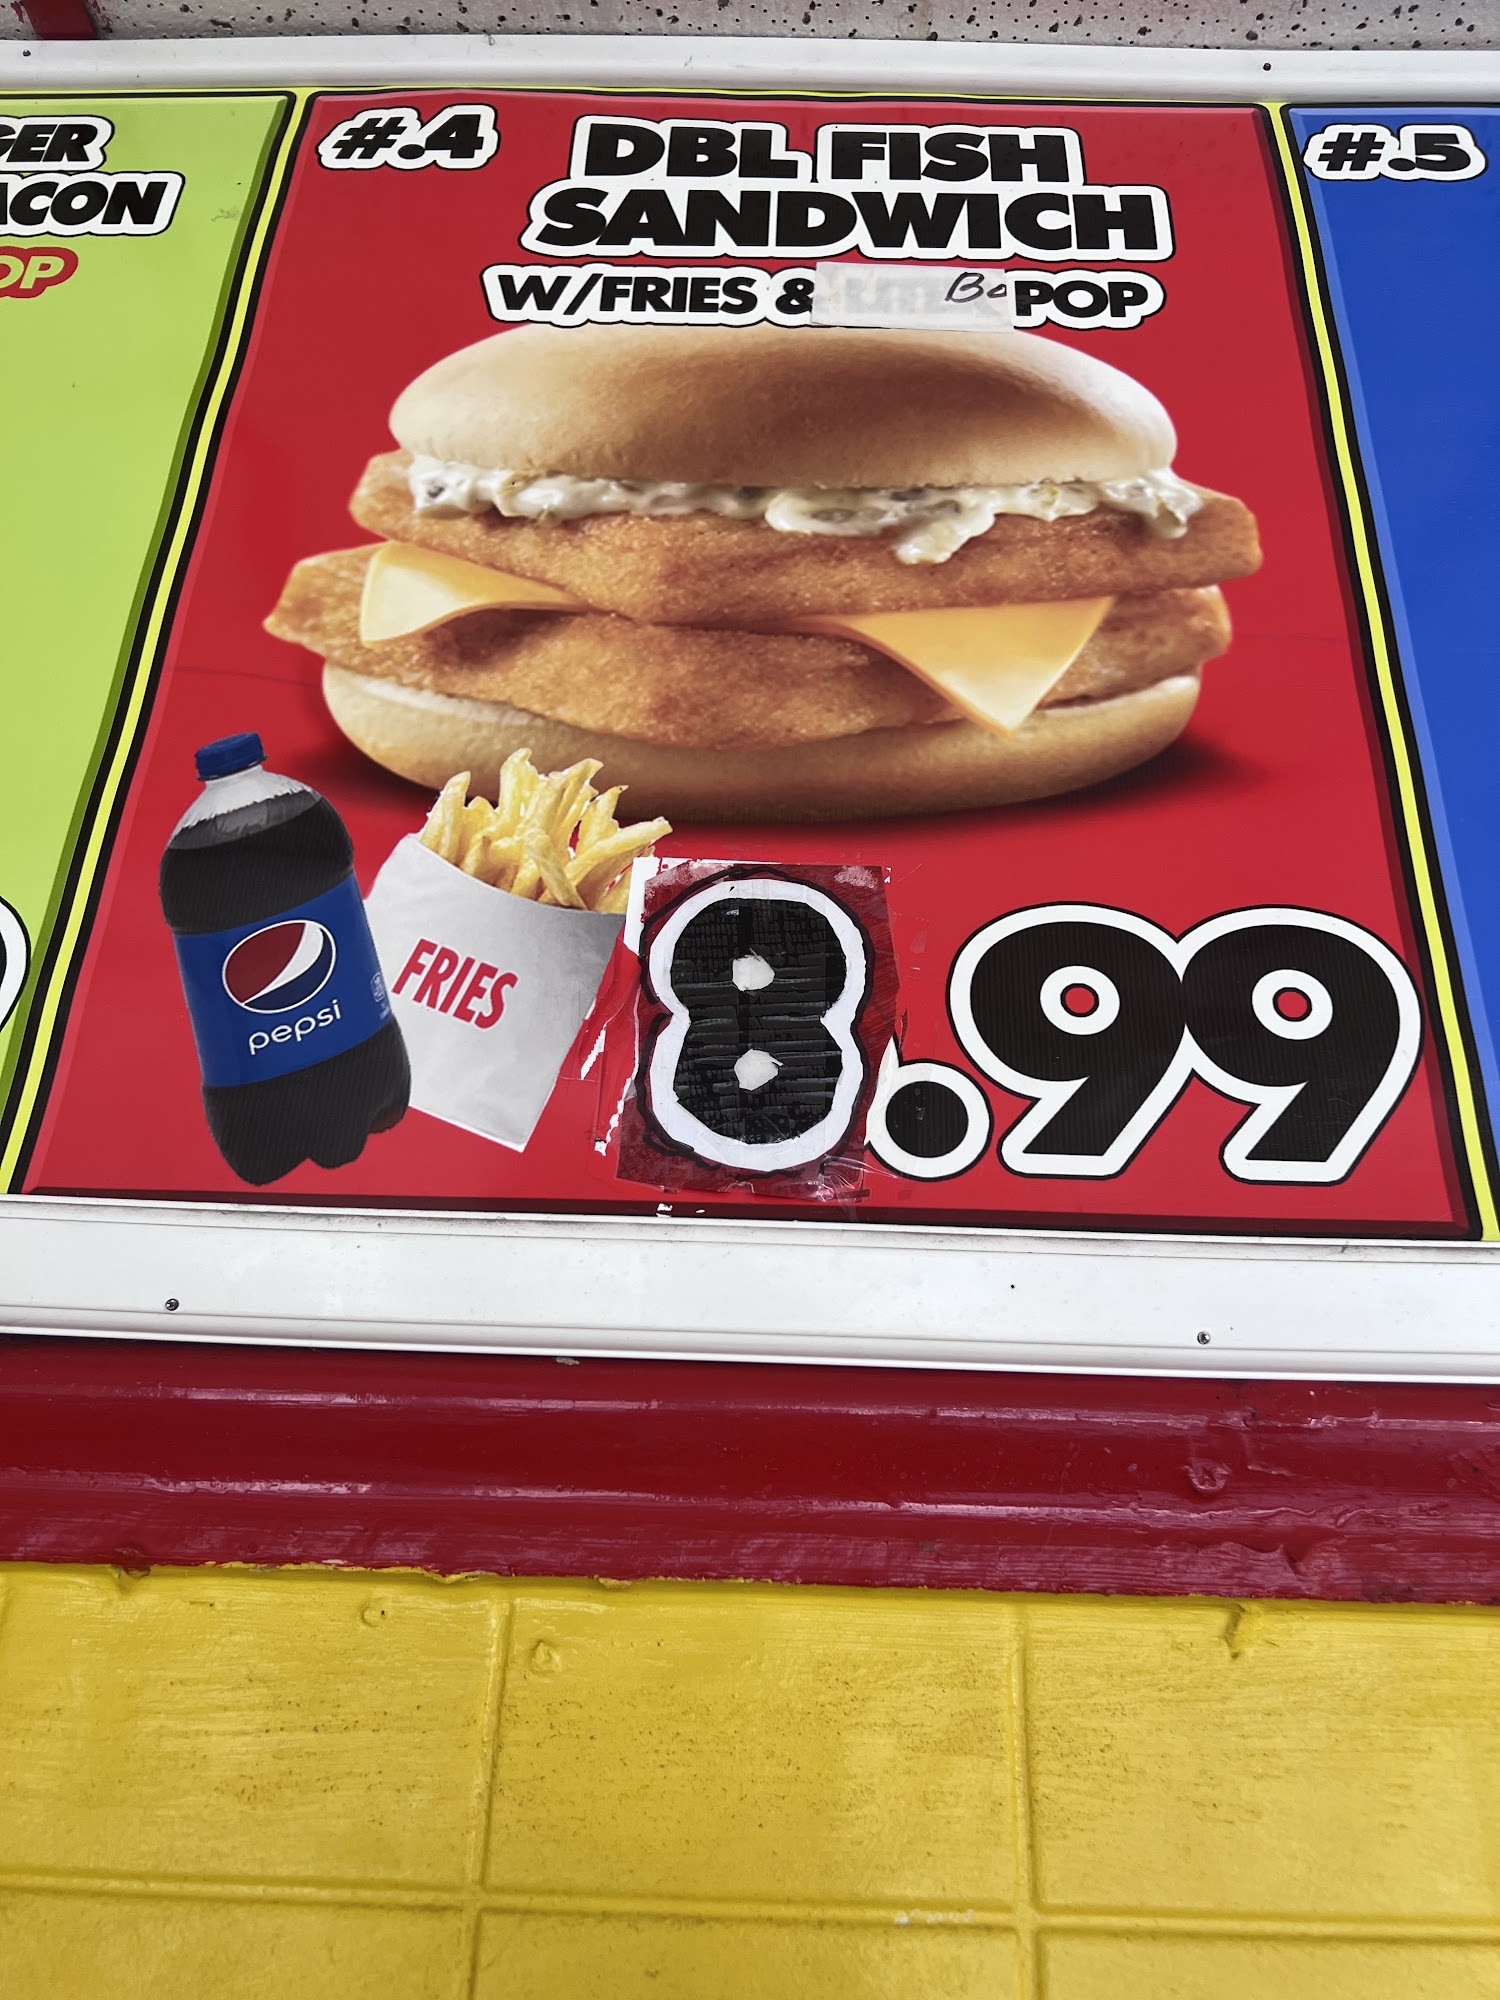 #.4
DBL FISH
SANDWICH
W/FRIES & POP
pepsi
FRIES
8.99
#.5